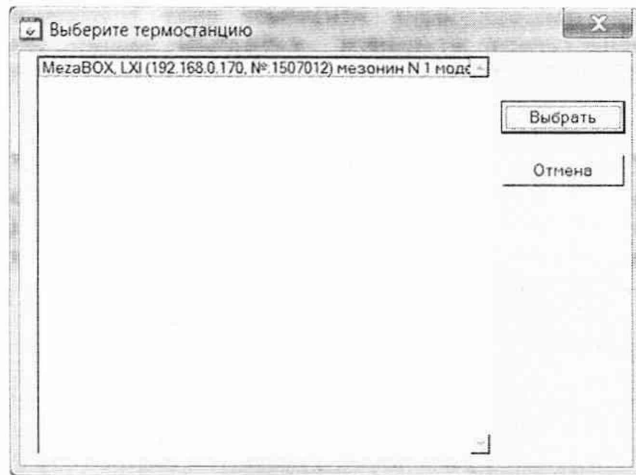 Выберите термостанцию
MezaBOX, LXI (192.168.0.170, №:1507012) мезонин N 1 моде
Выбрать
Отмена